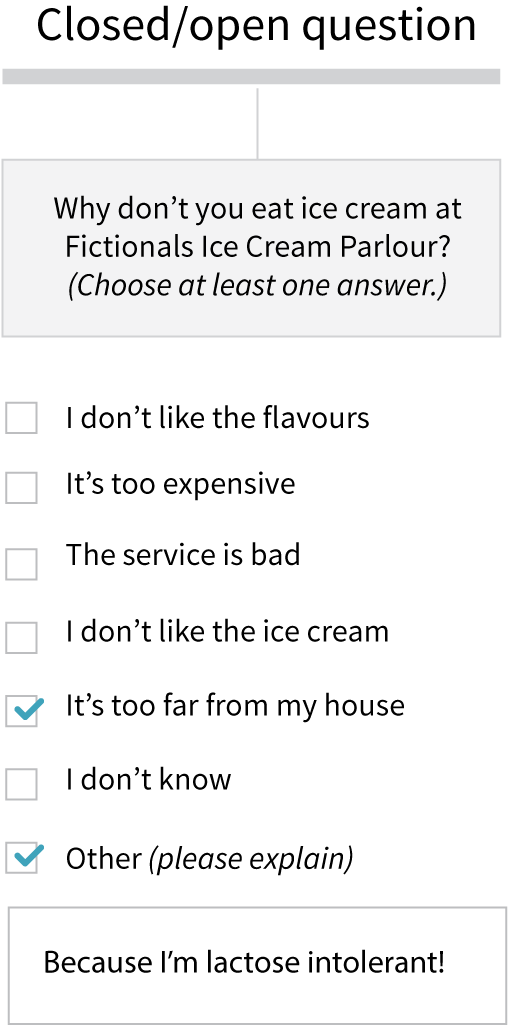 Closed/open question
Why don’t you eat ice cream at
Fictionals Ice Cream Parlour?
(Choose at least one answer.)
I don’t like the flavours
It’s too expensive
The service is bad
I don’t like the ice cream
It’s too far from my house
I don’t know
Other (please explain)
Because I’m lactose intolerant!